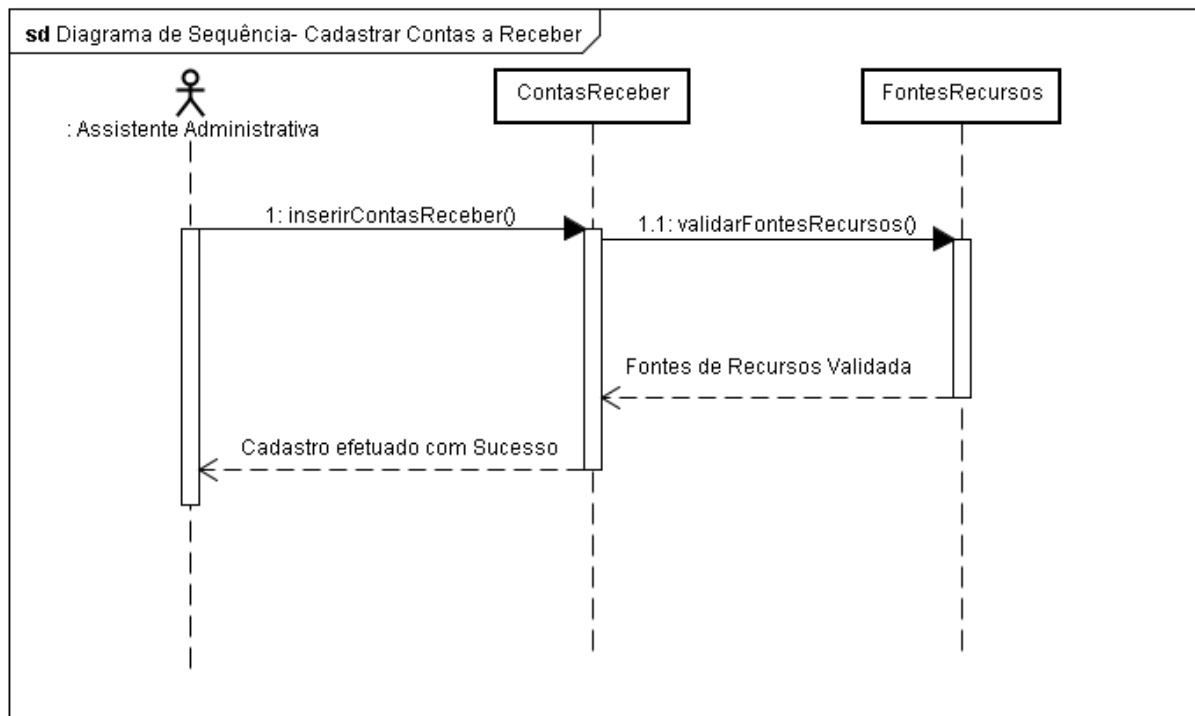 sd Diagrama de Sequência- Cadastrar Contas a Receber
: Assistente Administrativa
ContasReceber
FontesRecursos
1: inserirContasReceber()
1.1: validarFontesRecursos()
Fontes de Recursos Validada
Cadastro efetuado com Sucesso